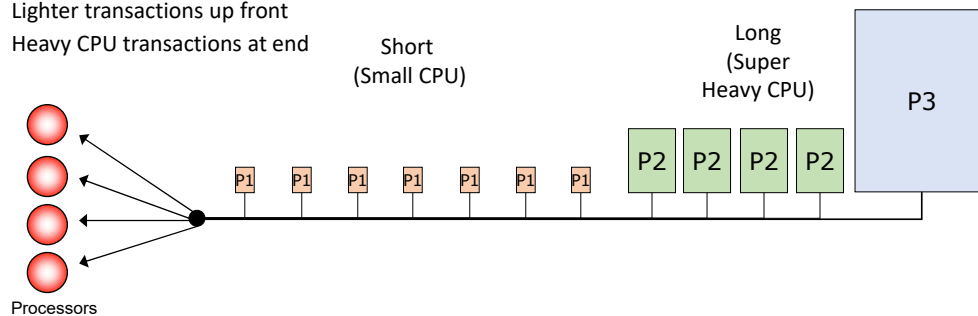 Lighter transactions up front
Heavy CPU transactions at end
Short
(Small CPU)
Long
(Super
Heavy CPU)
P3
P2 P2 P2 P2
P1 P1 P1 P1 P1 P1 P1
Processors